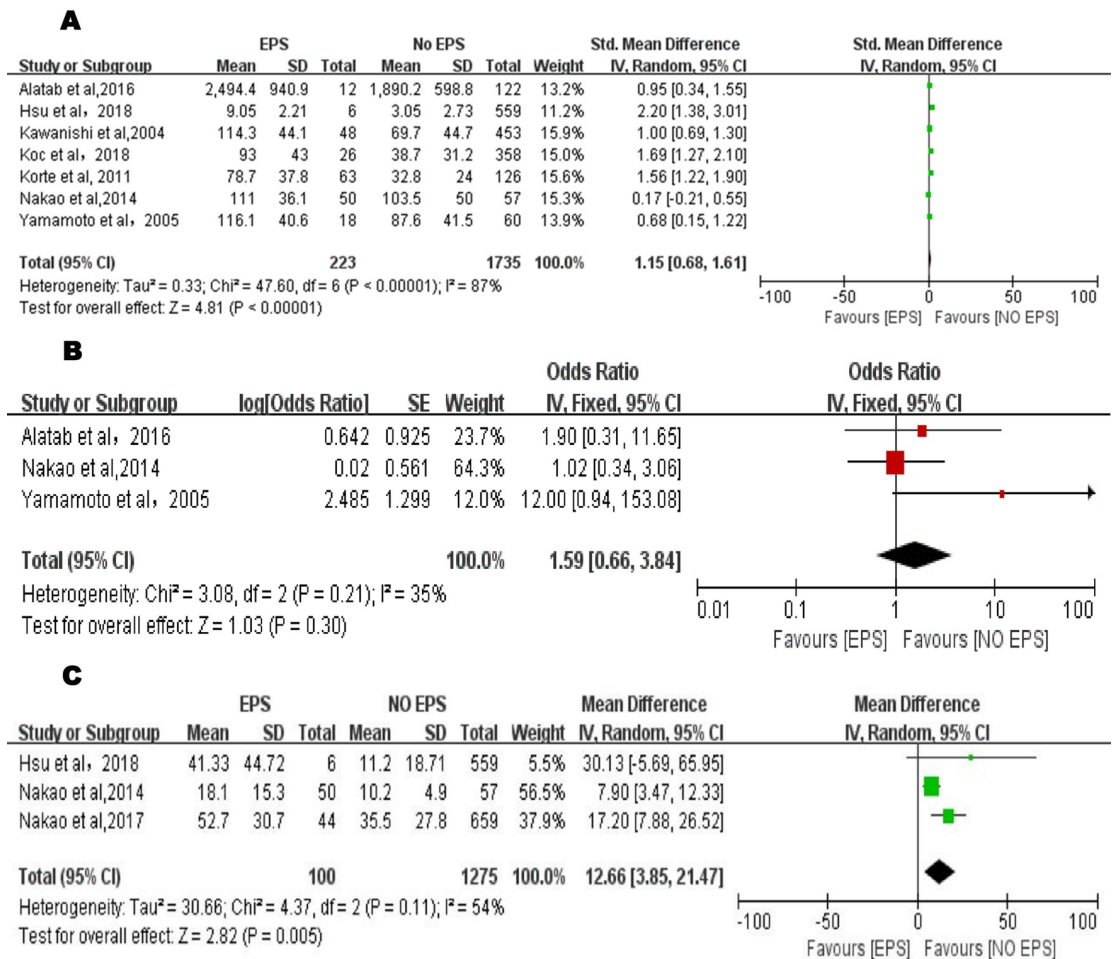 A
EPS No EPS Std. Mean Difference Std. Mean Difference
Study or Subgroup Mean SD Total Mean SD Total Weight IV, Random, 95% CI IV, Random, 95% CI
Alatab et al,2016 2,494.4 940.9 12 1,890.2 598.8 122 13.2% 0.95 [0.34, 1.55]
Hsu et al，2018 9.05 2.21 6 3.05 2.73 559 11.2% 2.20 [1.38, 3.01]
Kawanishi et al,2004 114.3 44.1 48 69.7 44.7 453 15.9% 1.00 [0.69, 1.30]
Koc et al，2018 93 43 26 38.7 31.2 358 15.0% 1.69 [1.27, 2.10]
Korte et al, 2011 78.7 37.8 63 32.8 24 126 15.6% 1.56 [1.22, 1.90]
Nakao et al,2014 111 36.1 50 103.5 50 57 15.2% 0.17 [-0.21, 0.55]
Yamamoto et al，2005 116.1 40.6 18 87.6 41.5 60 13.9% 0.68 [0.15, 1.22]
Total (95% CI) 223 1735 100.0% 1.15 [0.68, 1.61]
Heterogeneity: Tau² = 0.33; Chi² = 47.60, df = 6 (P < 0.00001); I² = 87%
Test for overall effect: Z = 4.81 (P < 0.00001)
-100 -50 0 50 100
Favours [EPS] Favours [NO EPS]
B
Odds Ratio Odds Ratio
Study or Subgroup log[Odds Ratio] SE Weight IV, Fixed, 95% CI IV, Fixed, 95% CI
Alatab et al，2016 0.642 0.925 23.7% 1.90 [0.31, 11.65]
Nakao et al,2014 0.02 0.561 64.3% 1.02 [0.34, 3.06]
Yamamoto et al，2005 2.485 1.299 12.0% 12.00 [0.94, 153.08]
Total (95% CI) 100.0% 1.59 [0.66, 3.84]
Heterogeneity: Chi² = 3.08, df = 2 (P = 0.21); I² = 35%
Test for overall effect: Z = 1.03 (P = 0.30)
0.01 0.1 1 10 100
Favours [EPS] Favours [NO EPS]
C
EPS NO EPS Mean Difference Mean Difference
Study or Subgroup Mean SD Total Mean SD Total Weight IV, Random, 95% CI IV, Random, 95% CI
Hsu et al，2018 41.33 44.72 6 11.2 18.71 559 5.5% 30.13 [-5.69, 65.95]
Nakao et al,2014 18.1 15.3 50 10.2 4.9 57 56.5% 7.90 [3.47, 12.33]
Nakao et al,2017 52.7 30.7 44 35.5 27.8 659 37.9% 17.20 [7.88, 26.52]
Total (95% CI) 100 1275 100.0% 12.66 [3.85, 21.47]
Heterogeneity: Tau² = 30.66; Chi² = 4.37, df = 2 (P = 0.11); I² = 54%
Test for overall effect: Z = 2.82 (P = 0.005)
-100 -50 0 50 100
Favours [EPS] Favours [NO EPS]